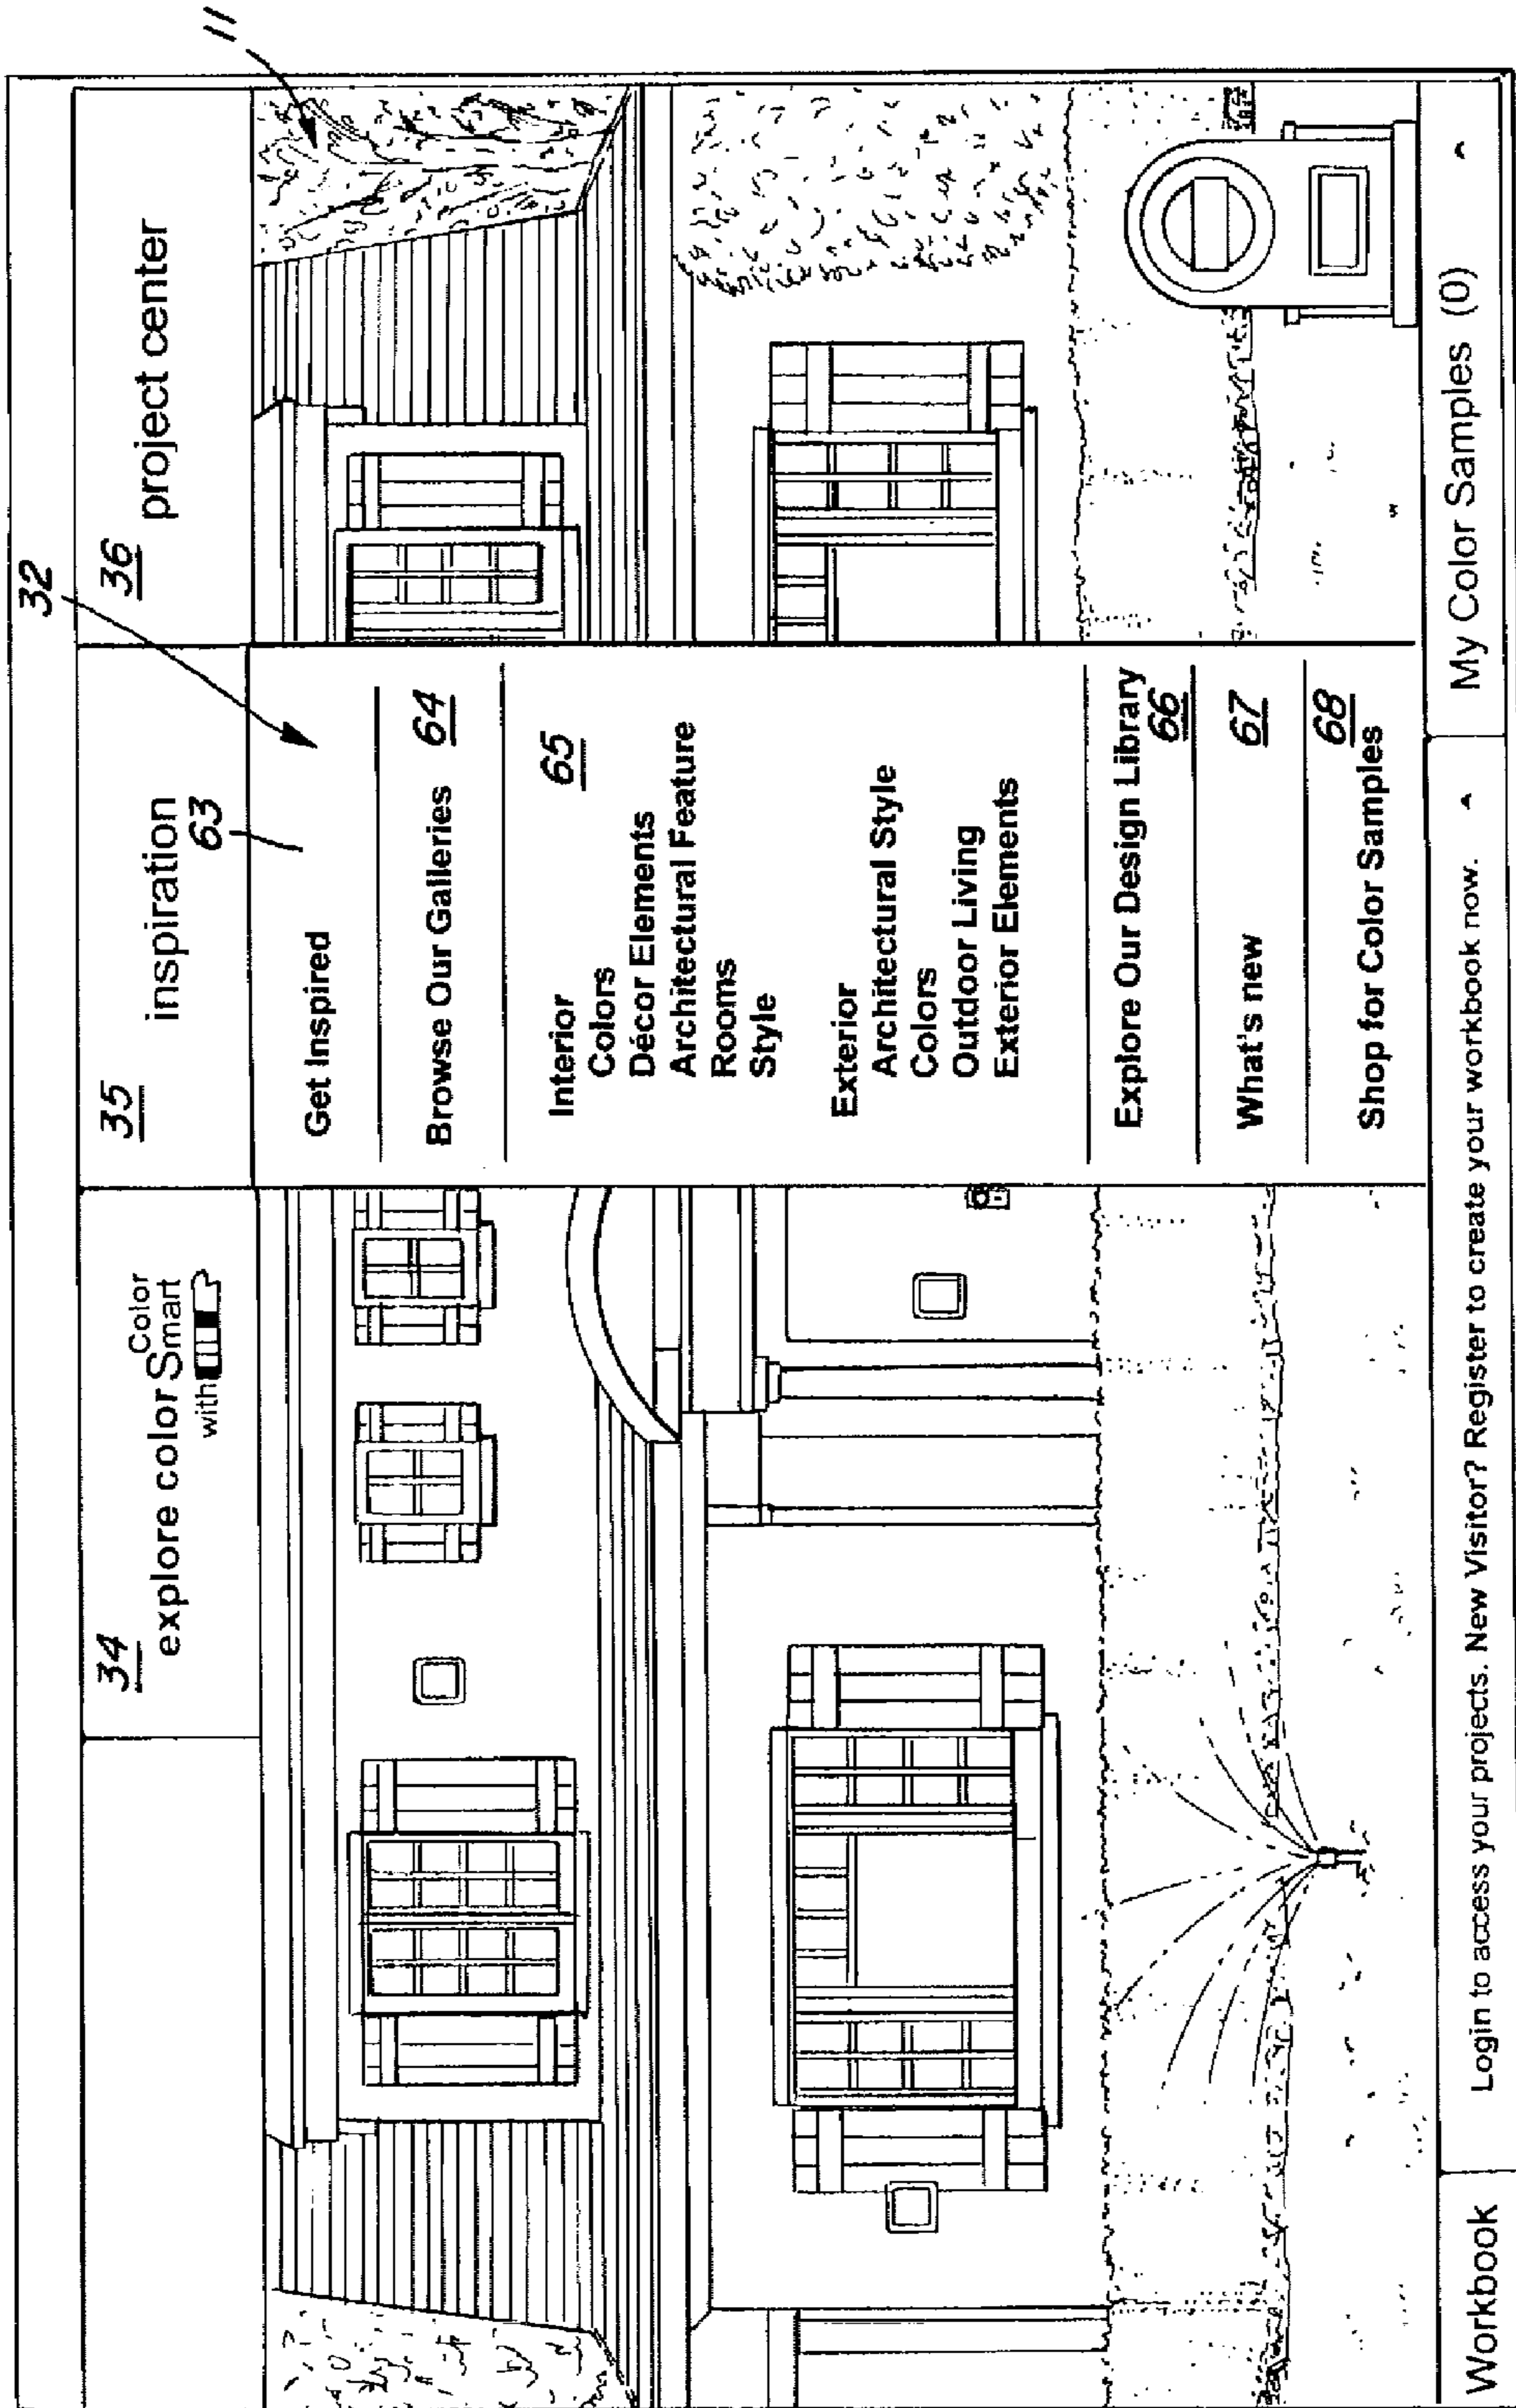 32
11
34
explore color
Color
Smart
with
35
inspiration
36
project center
63
Get Inspired
Browse Our Galleries 64
65
Interior
Colors
Décor Elements
Architectural Feature
Rooms
Style
Exterior
Architectural Style
Colors
Outdoor Living
Exterior Elements
Explore Our Design Library
66
What's new 67
68
Shop for Color Samples
Workbook
Login to access your projects. New Visitor? Register to create your workbook now.
My Color Samples (0)